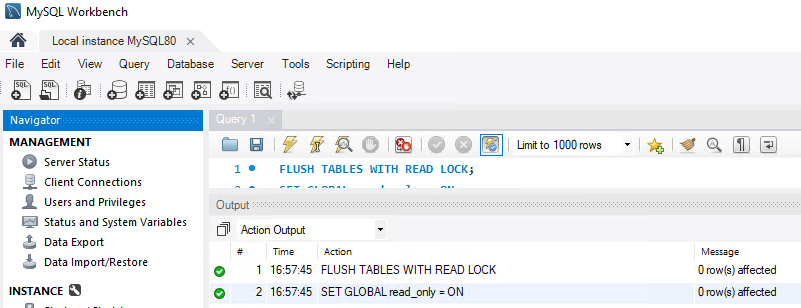 MySQL Workbench
Local instance MySQL80
File Edit View Query Database Server Tools Scripting Help
Navigator
Query 1
MANAGEMENT
Server Status
Client Connections
Users and Privileges
Status and System Variables
Data Export
Data Import/Restore
INSTANCE
Limit to 1000 rows
1 FLUSH TABLES WITH READ LOCK;
Output
Action Output
# Time Action Message
1 16:57:45 FLUSH TABLES WITH READ LOCK 0 row(s) affected
2 16:57:45 SET GLOBAL read_only = ON 0 row(s) affected